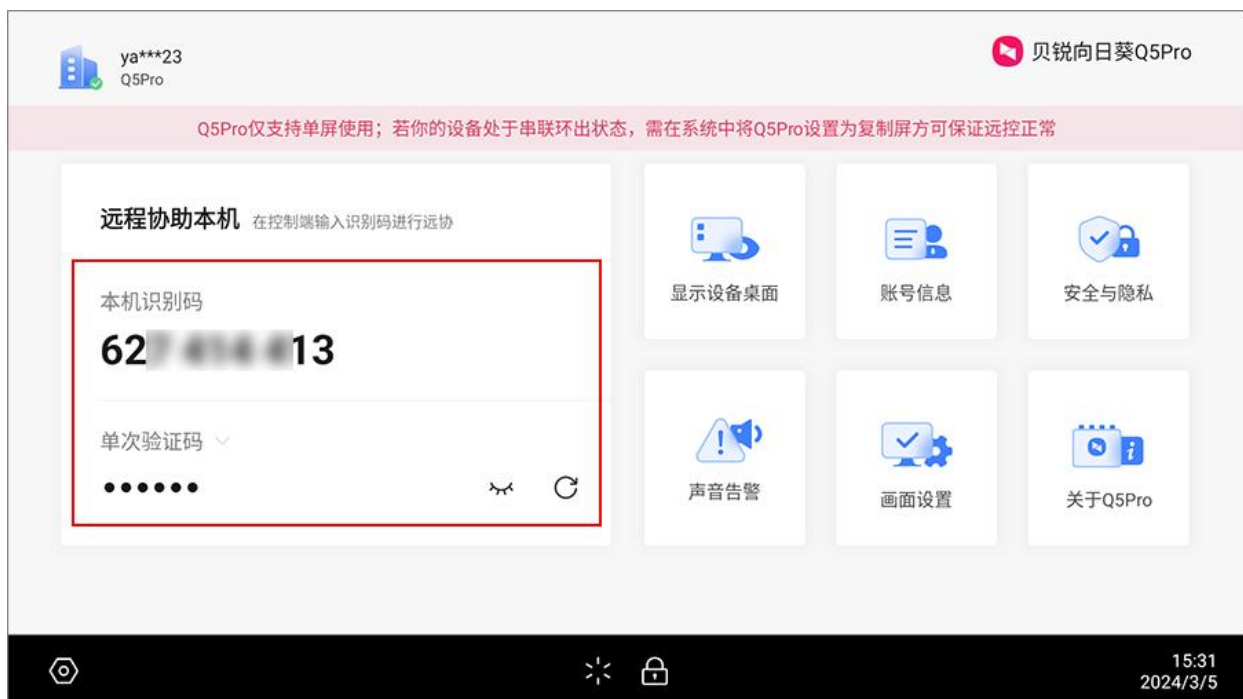 ya***23
Q5Pro
贝锐向日葵Q5Pro
Q5Pro仅支持单屏使用；若你的设备处于串联环出状态，需在系统中将Q5Pro设置为复制屏方可保证远控正常
远程协助本机 在控制端输入识别码进行远协
本机识别码
62 13
单次验证码
••••••
显示设备桌面
账号信息
安全与隐私
声音告警
画面设置
关于Q5Pro
15:31
2024/3/5